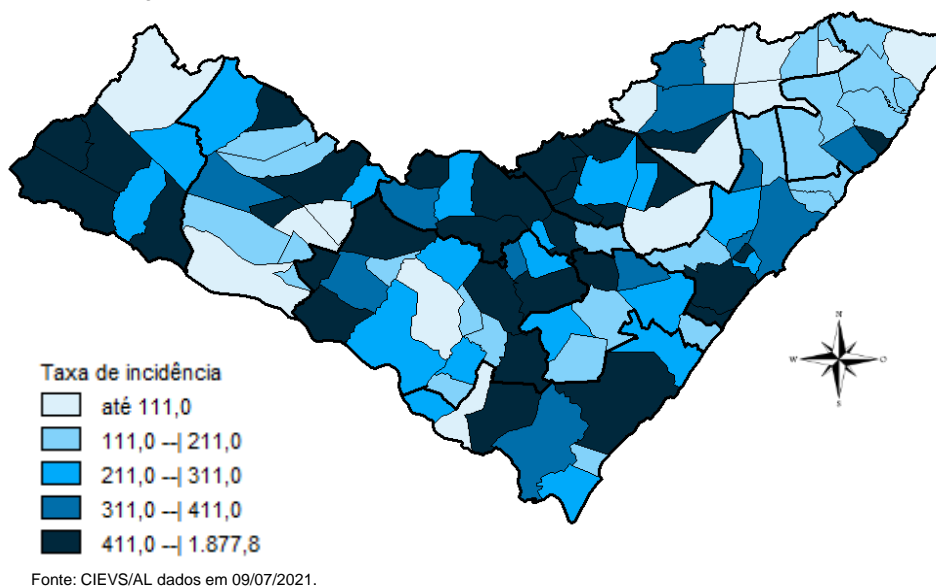 N
W
O
S
Taxa de incidência
até 111,0
111,0 --| 211,0
211,0 --| 311,0
311,0 --| 411,0
411,0 --| 1.877,8
Fonte: CIEVS/AL dados em 09/07/2021.